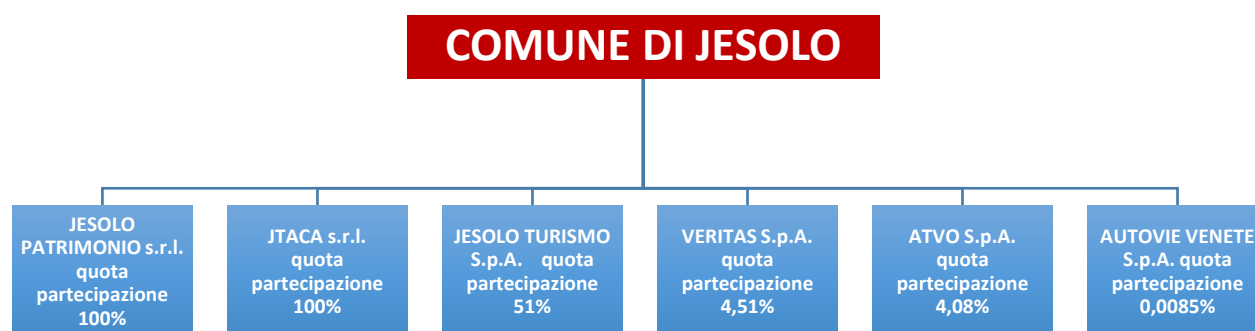 COMUNE DI JESOLO
JESOLO
PATRIMONIO s.r.l.
quota
partecipazione
100%
JTACA s.r.l.
quota
partecipazione
100%
JESOLO TURISMO
S.p.A. quota
partecipazione
51%
VERITAS S.p.A.
quota
partecipazione
4,51%
ATVO S.p.A.
quota
partecipazione
4,08%
AUTOVIE VENETE
S.p.A. quota
partecipazione
0,0085%